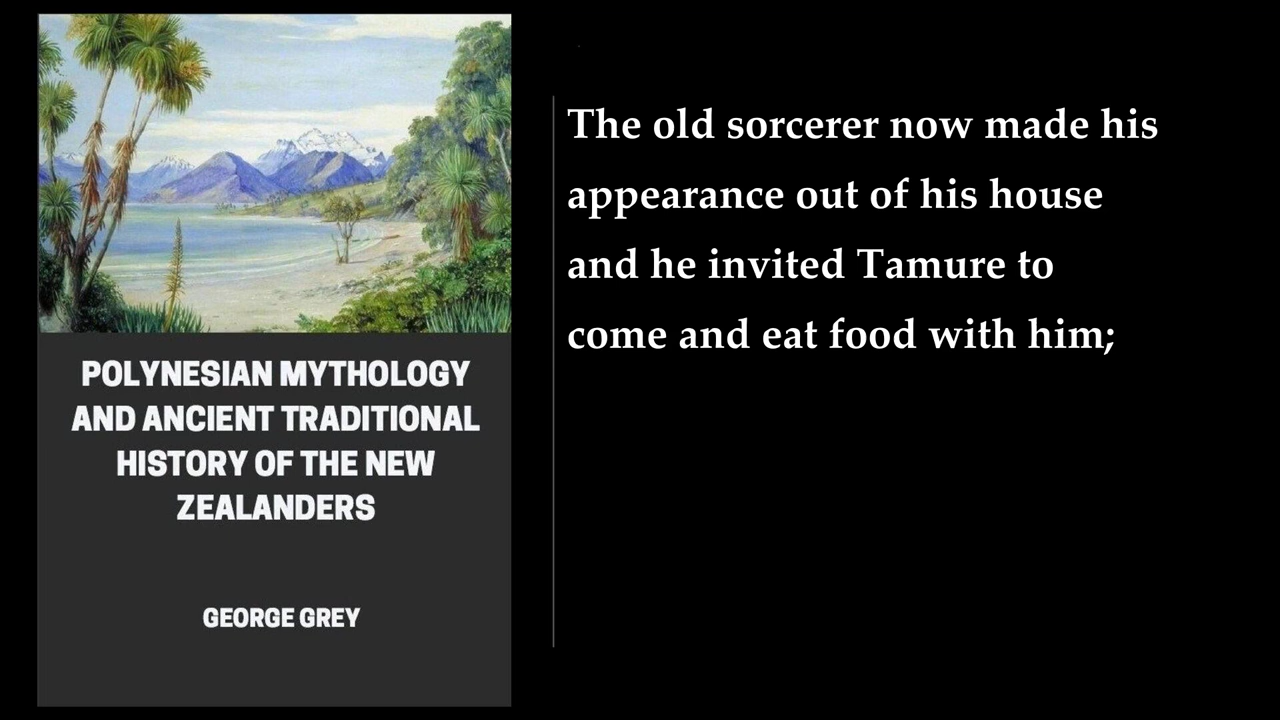 POLYNESIAN MYTHOLOGY
AND ANCIENT TRADITIONAL
HISTORY OF THE NEW
ZEALANDERS
GEORGE GREY
The old sorcerer now made his
appearance out of his house
and he invited Tamure to
come and eat food with him;